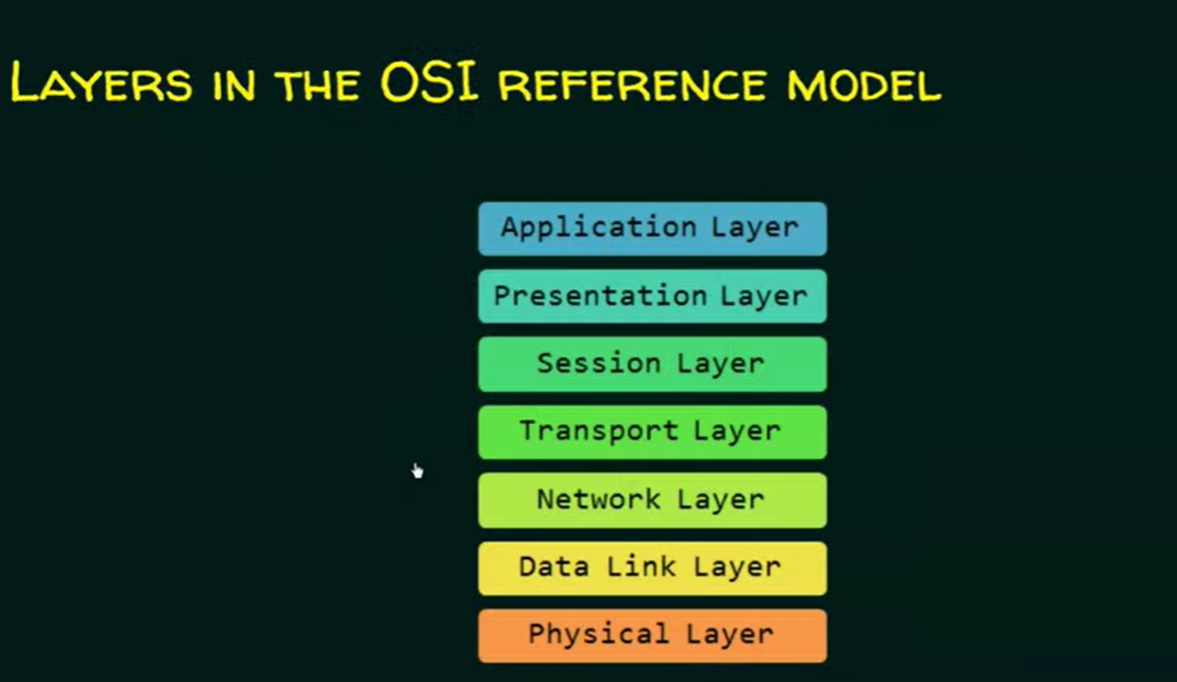 Layers in the OSI reference model
Application Layer
Presentation Layer
Session Layer
Transport Layer
Network Layer
Data Link Layer
Physical Layer